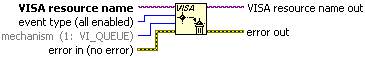 VISA resource name
event type (all enabled)
mechanism (1: VI_QUEUE)
error in (no error)
VISA
VISA resource name out
error out